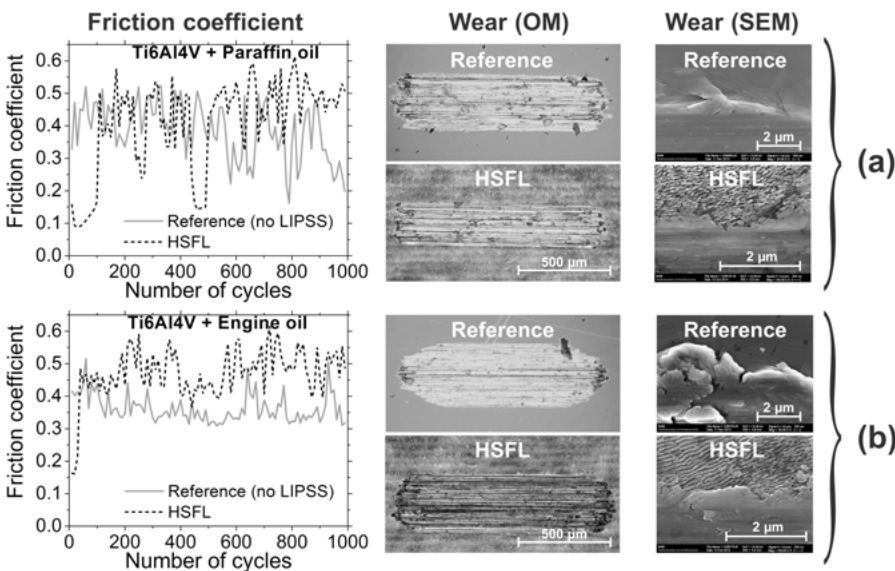 Friction coefficient
Wear (OM)
Wear (SEM)
Ti6Al4V + Paraffin oil
Friction coefficient
0.6
0.5
0.4
0.3
0.2
0.1
0.0
Reference (no LIPSS)
HSFL
0 200 400 600 800 1000
Number of cycles
Reference
HSFL
500 µm
Reference
2 µm
HSFL
2 µm
(a)
Ti6Al4V + Engine oil
Friction coefficient
0.6
0.5
0.4
0.3
0.2
0.1
0.0
Reference (no LIPSS)
HSFL
0 200 400 600 800 1000
Number of cycles
Reference
HSFL
500 µm
Reference
2 µm
HSFL
2 µm
(b)